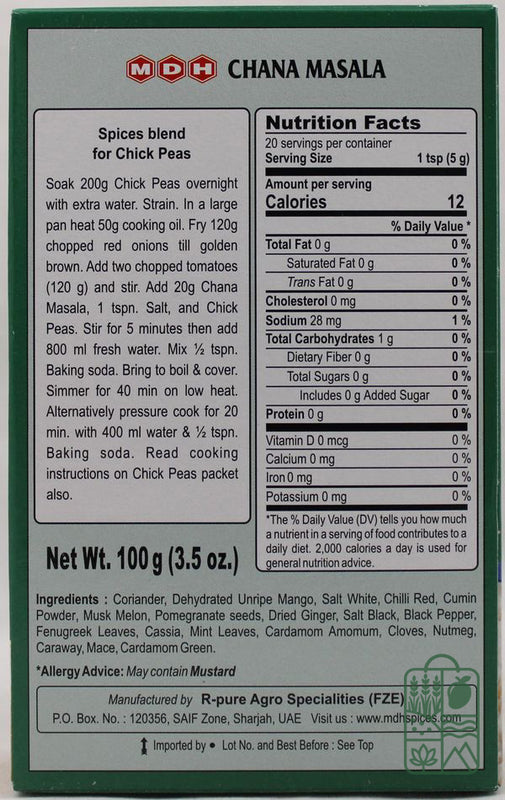 MDH CHANA MASALA
Spices blend
for Chick Peas
Soak 200g Chick Peas overnight
with extra water. Strain. In a large
pan heat 50g cooking oil. Fry 120g
chopped red onions till golden
brown. Add two chopped tomatoes
(120 g) and stir. Add 20g Chana
Masala, 1 tspn. Salt, and Chick
Peas. Stir for 5 minutes then add
800 ml fresh water. Mix ½ tspn.
Baking soda. Bring to boil & cover.
Simmer for 40 min on low heat.
Alternatively pressure cook for 20
min. with 400 ml water & ½ tspn.
Baking soda. Read cooking
instructions on Chick Peas packet
also.
Net Wt. 100 g (3.5 oz.)
Nutrition Facts
20 servings per container
Serving Size 1 tsp (5 g)
Amount per serving
Calories 12
% Daily Value *
Total Fat 0 g 0 %
Saturated Fat 0 g 0 %
Trans Fat 0 g 0 %
Cholesterol 0 mg 0 %
Sodium 28 mg 1 %
Total Carbohydrates 1 g 0 %
Dietary Fiber 0 g 0 %
Total Sugars 0 g 0 %
Includes 0 g Added Sugar 0 %
Protein 0 g 0 %
Vitamin D 0 mcg 0 %
Calcium 0 mg 0 %
Iron 0 mg 0 %
Potassium 0 mg 0 %
*The % Daily Value (DV) tells you how much
a nutrient in a serving of food contributes to a
daily diet. 2,000 calories a day is used for
general nutrition advice.
Ingredients : Coriander, Dehydrated Unripe Mango, Salt White, Chilli Red, Cumin
Powder, Musk Melon, Pomegranate seeds, Dried Ginger, Salt Black, Black Pepper,
Fenugreek Leaves, Cassia, Mint Leaves, Cardamom Amomum, Cloves, Nutmeg,
Caraway, Mace, Cardamom Green.
*Allergy Advice: May contain Mustard
Manufactured by R-pure Agro Specialities (FZE)
P.O. Box. No. : 120356, SAIF Zone, Sharjah, UAE Visit us : www.mdhspices.com
Imported by • Lot No. and Best Before : See Top